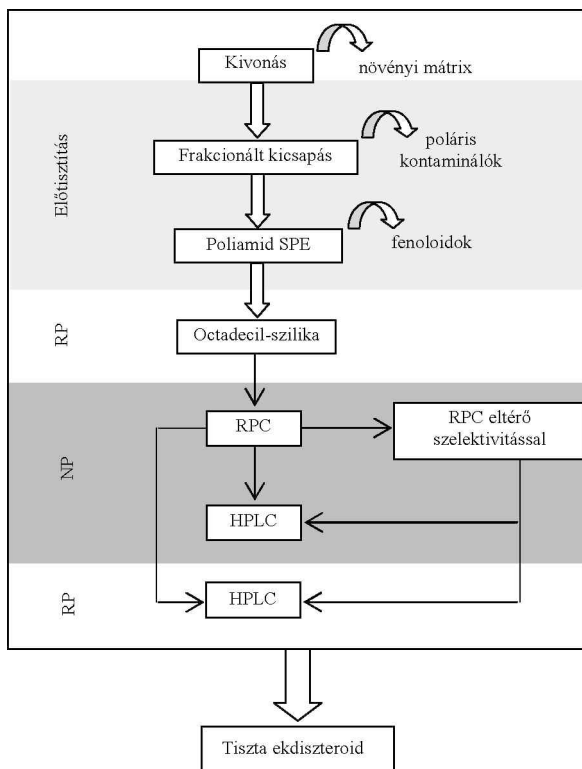 Kivonás
növényi mátrix
Előtisztítás
Frakcionált kicsapás
poláris
kontaminálók
Poliamid SPE
fenoloidok
RP
Octadecil-szilika
NP
RPC
RPC eltérő
szelektivitással
HPLC
RP
HPLC
Tiszta ekdiszteroid